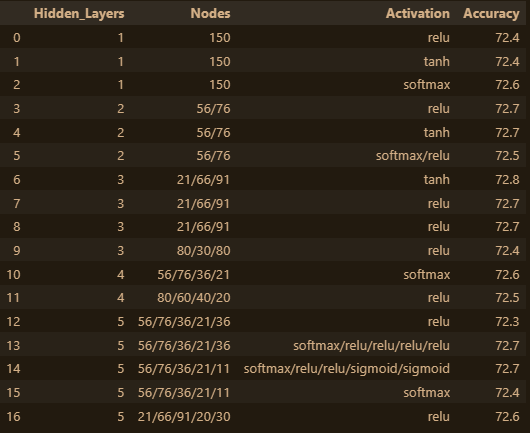 Hidden_Layers Nodes Activation Accuracy
0 1 150 relu 72.4
1 1 150 tanh 72.4
2 1 150 softmax 72.6
3 2 56/76 relu 72.7
4 2 56/76 tanh 72.7
5 2 56/76 softmax/relu 72.5
6 3 21/66/91 tanh 72.8
7 3 21/66/91 relu 72.7
8 3 21/66/91 relu 72.7
9 3 80/30/80 relu 72.4
10 4 56/76/36/21 softmax 72.6
11 4 80/60/40/20 relu 72.5
12 5 56/76/36/21/36 relu 72.3
13 5 56/76/36/21/36 softmax/relu/relu/relu/relu 72.7
14 5 56/76/36/21/11 softmax/relu/relu/sigmoid/sigmoid 72.7
15 5 56/76/36/21/11 softmax 72.4
16 5 21/66/91/20/30 relu 72.6